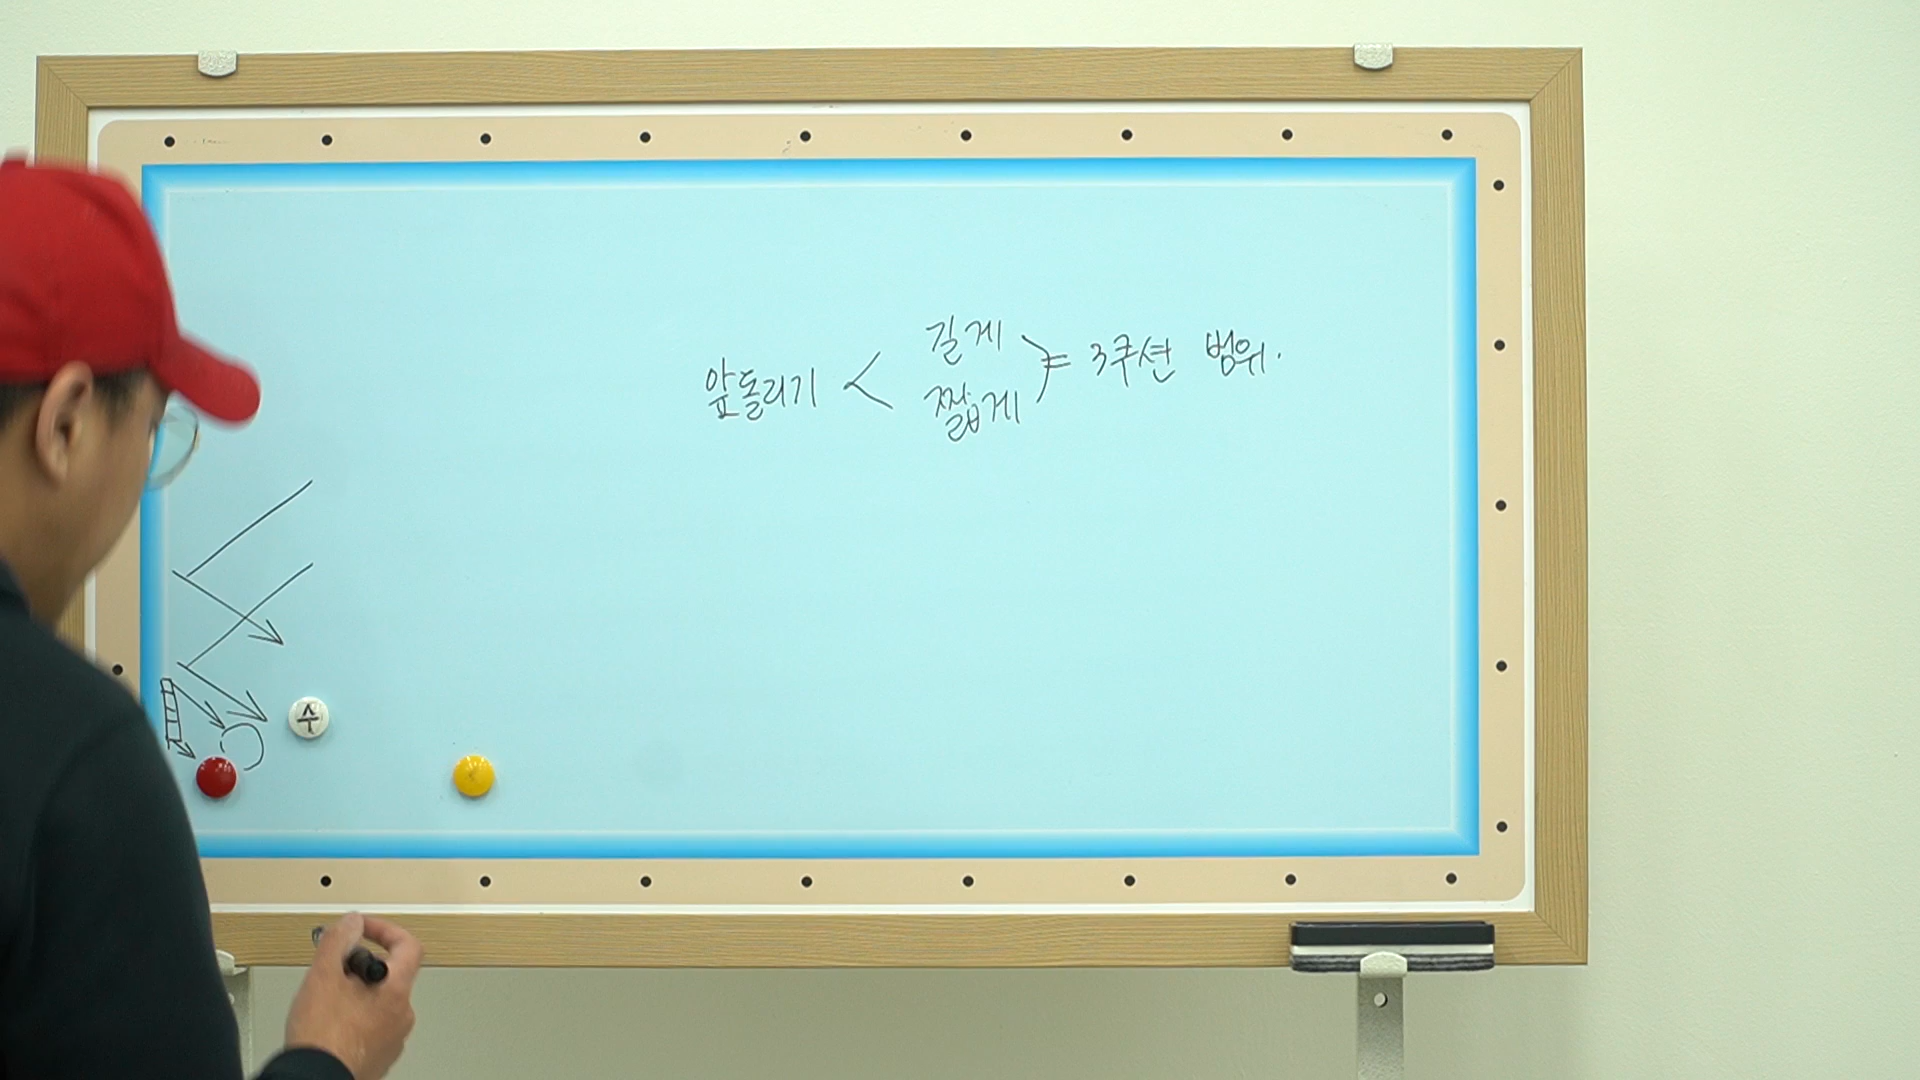 길게
앞돌리기 < ) = 3쿠션 범위.
짧게
수